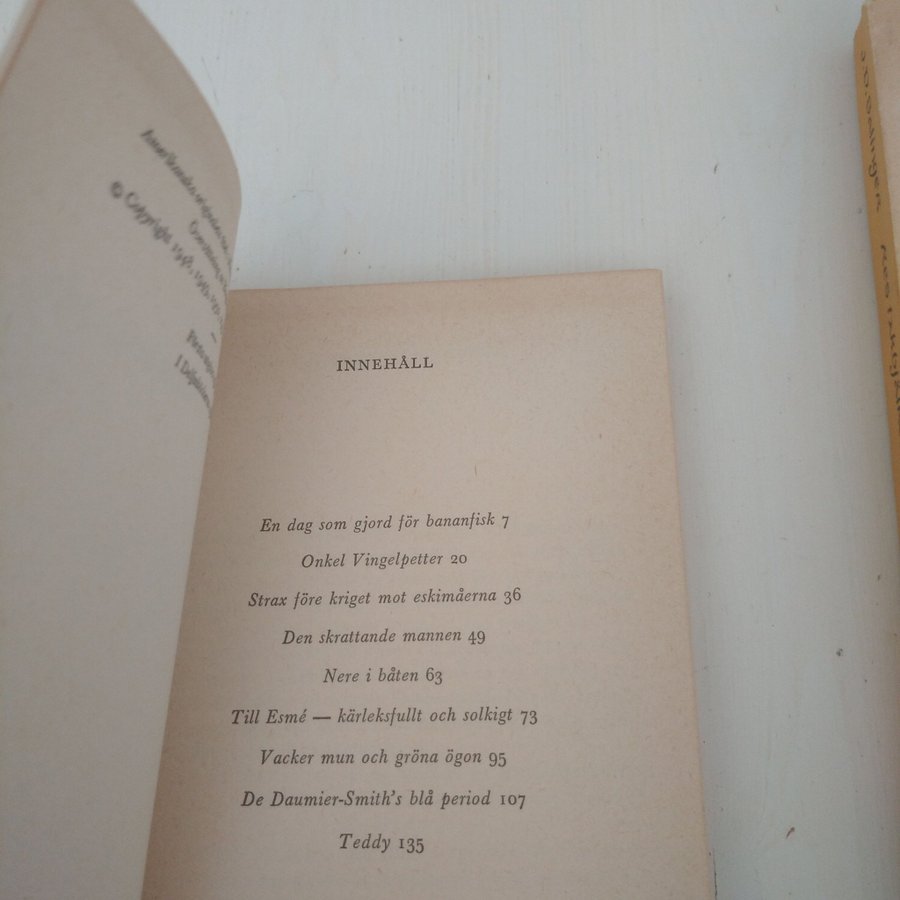 © Copyright
INNEHÅLL
En dag som gjord för bananfisk 7
Onkel Vingelpetter 20
Strax före kriget mot eskimåerna 36
Den skrattande mannen 49
Nere i båten 63
Till Esmé — kärleksfullt och solkigt 73
Vacker mun och gröna ögon 95
De Daumier-Smith's blå period 107
Teddy 135
J.D. Salinger